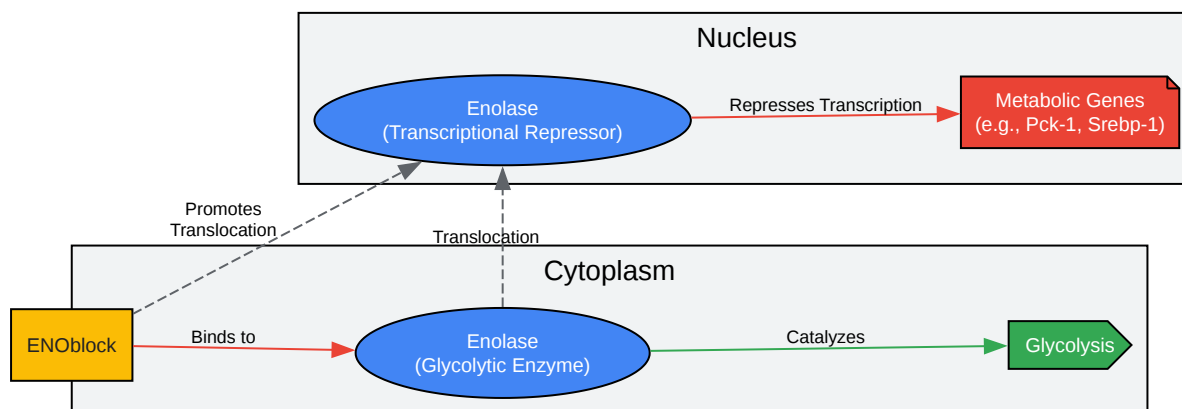 Nucleus
Enolase
(Transcriptional Repressor)
Represses Transcription
Metabolic Genes
(e.g., Pck-1, Srebp-1)
Promotes
Translocation
Translocation
Cytoplasm
ENOblock
Binds to
Enolase
(Glycolytic Enzyme)
Catalyzes
Glycolysis